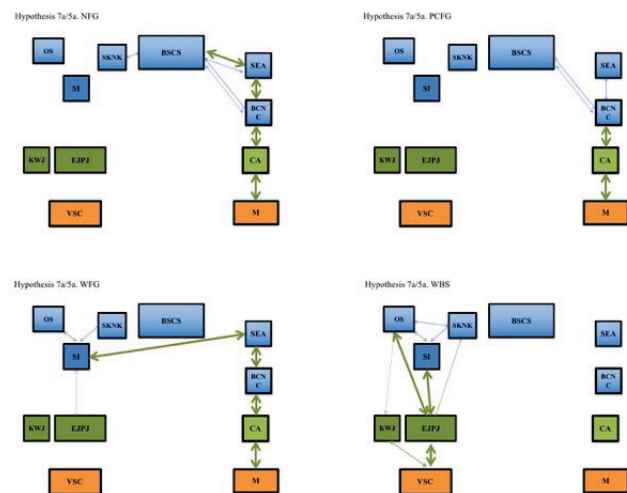 Hypothesis 7a/5a. NFG
OS
SKNK
BSCS
SEA
SI
BCN
C
KWJ
EJPJ
CA
VSC
M
Hypothesis 7a/5a. PCFG
OS
SKNK
BSCS
SEA
SI
BCN
C
KWJ
EJPJ
CA
VSC
M
Hypothesis 7a/5a. WFG
OS
SKNK
BSCS
SEA
SI
BCN
C
KWJ
EJPJ
CA
VSC
M
Hypothesis 7a/5a. WBS
OS
SKNK
BSCS
SEA
SI
BCN
C
KWJ
EJPJ
CA
VSC
M